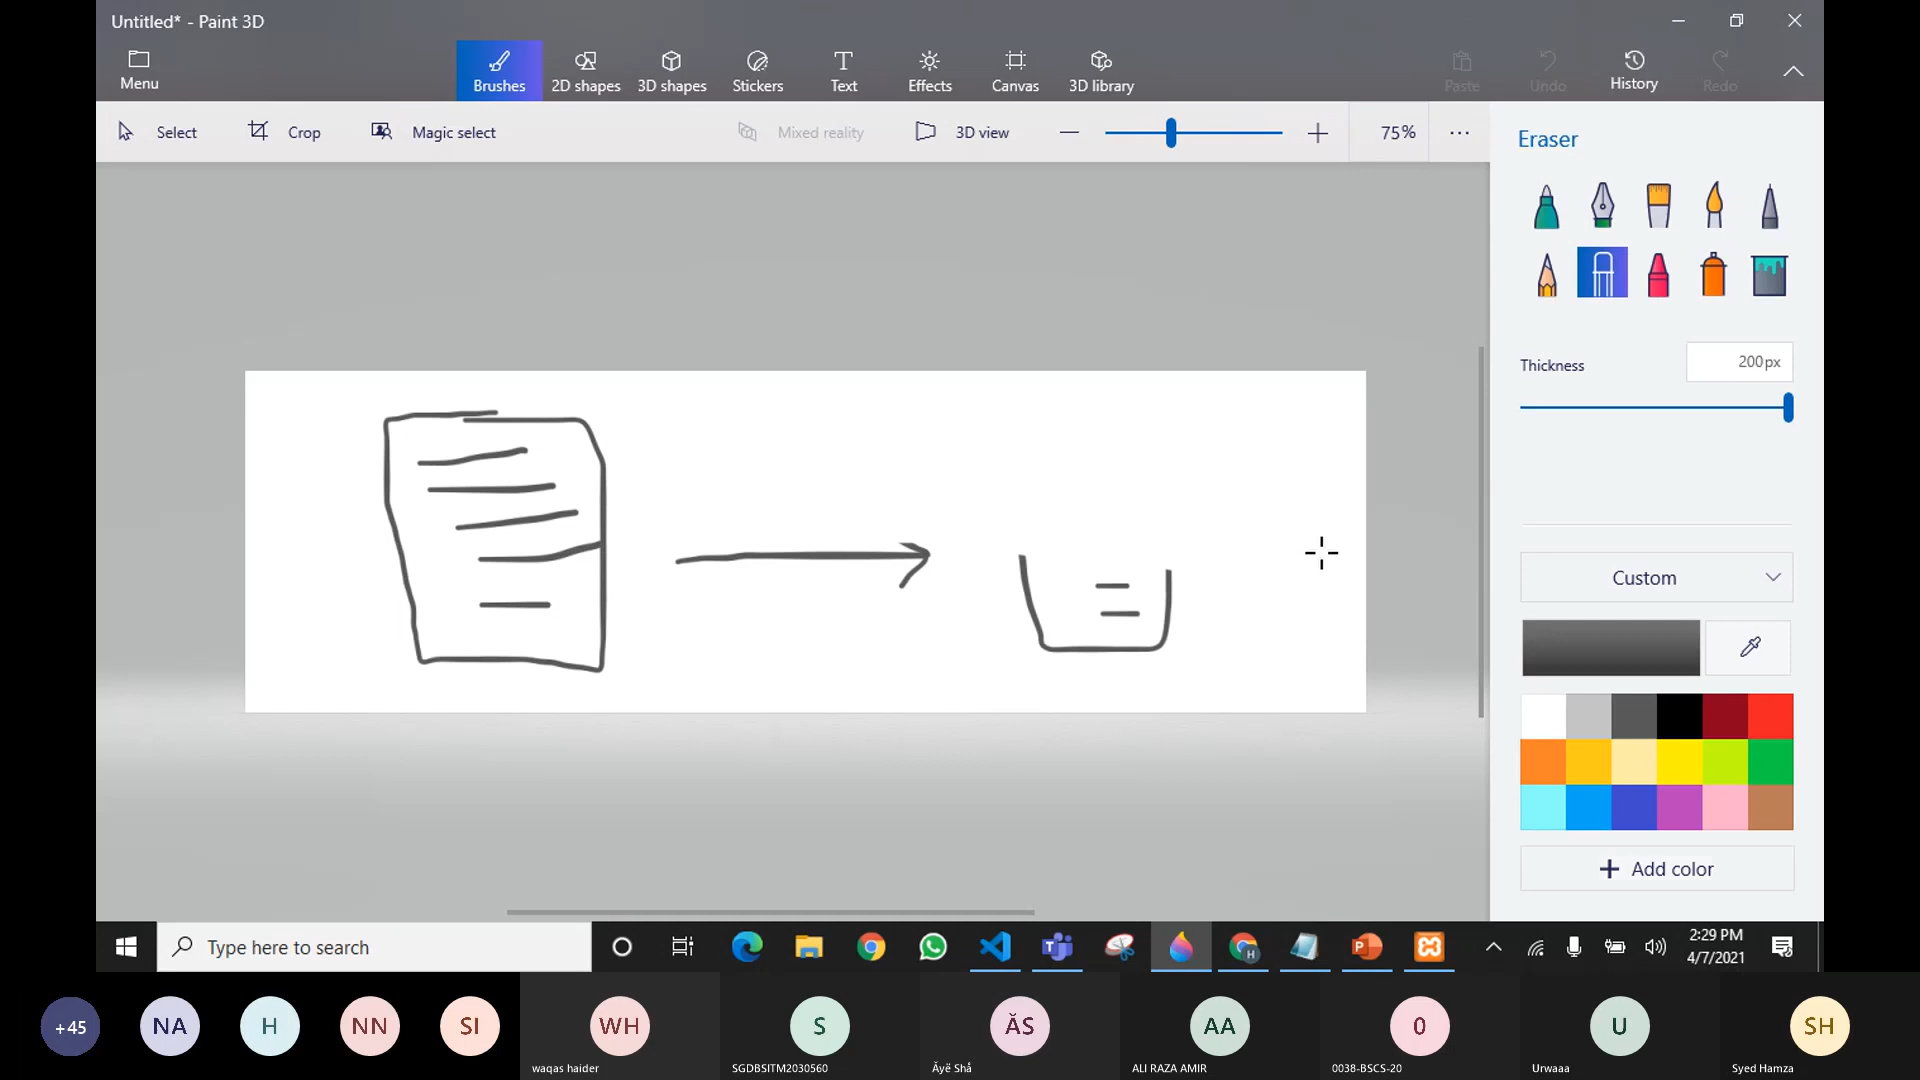 Untitled* - Paint 3D
Menu
Brushes
2D shapes
3D shapes
Stickers
Text
Effects
Canvas
3D library
Paste
Undo
History
Redo
Select
Crop
Magic select
Mixed reality
3D view
75%
Eraser
Thickness
200px
Custom
+ Add color
Type here to search
2:29 PM
4/7/2021
+45
NA
H
NN
SI
WH
S
ĂS
AA
0
U
SH
waqas haider
SGDBSITM2030560
Ăyë Shå
ALI RAZA AMIR
0038-BSCS-20
Urwaaa
Syed Hamza